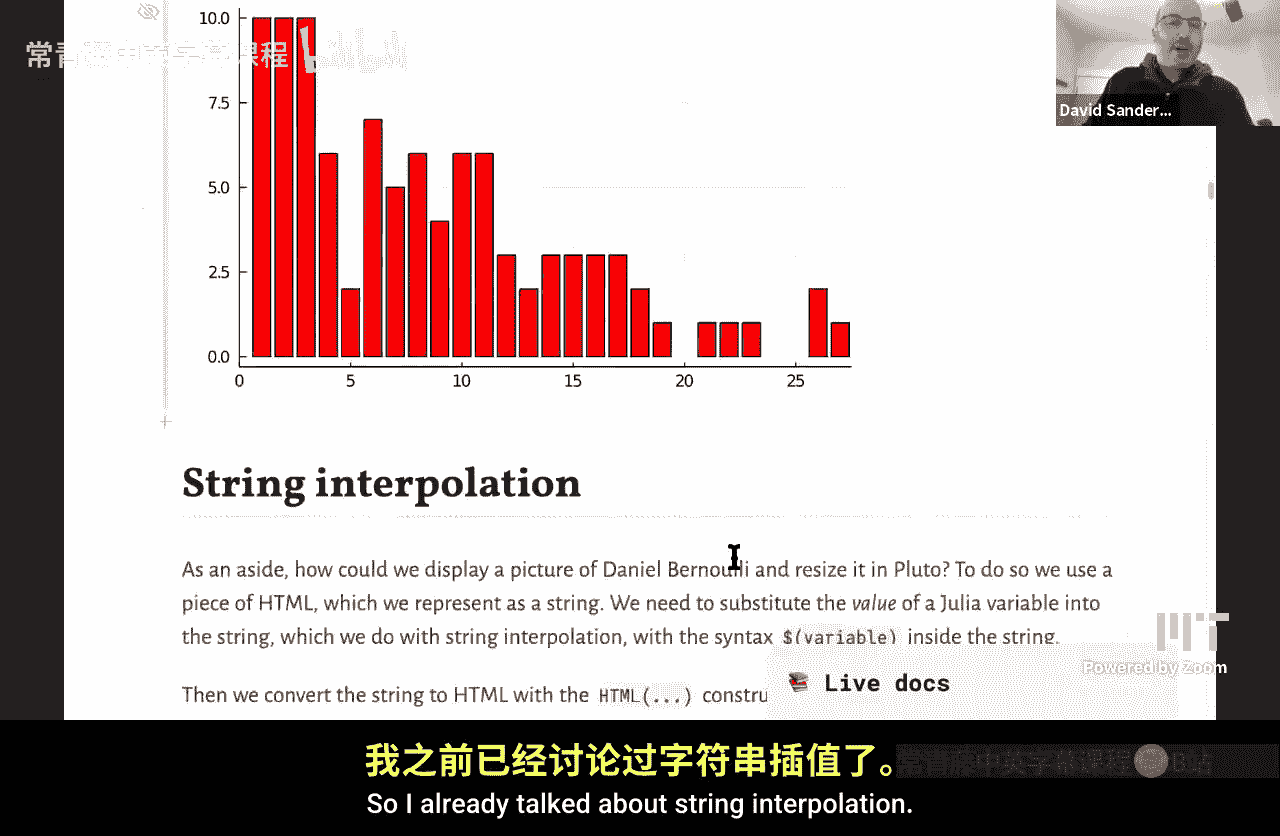 10.0
7.5
5.0
2.5
0.0
0 5 10 15 20 25
David Sander...
String interpolation
As an aside, how could we display a picture of Daniel Bernoulli and resize it in Pluto? To do so we use a
piece of HTML, which we represent as a string. We need to substitute the value of a Julia variable into
the string, which we do with string interpolation, with the syntax $(variable) inside the string.
Then we convert the string to HTML with the HTML(...) constru
Live docs
MIT
Powered by Zoom
我之前已经讨论过字符串插值了。
So I already talked about string interpolation.